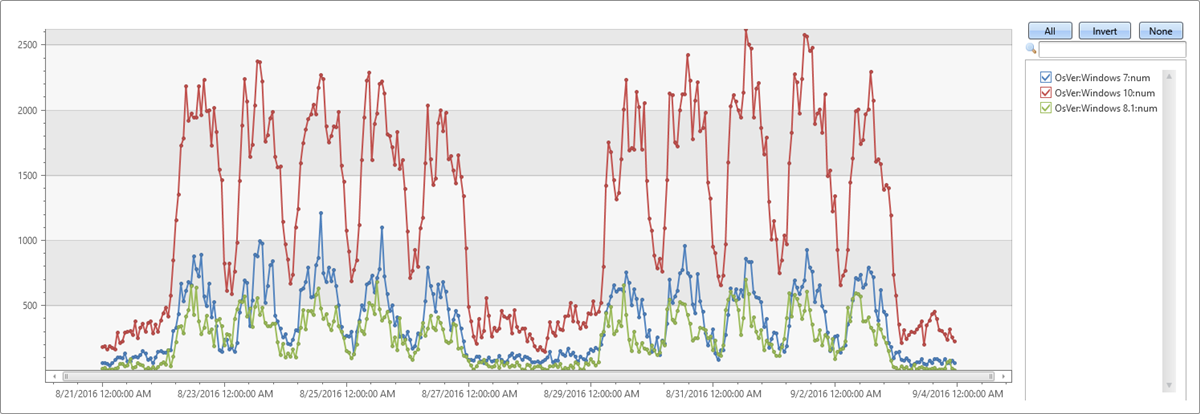 All Invert None
OsVer:Windows 7:num
OsVer:Windows 10:num
OsVer:Windows 8.1:num
2500
2000
1500
1000
500
8/21/2016 12:00:00 AM 8/23/2016 12:00:00 AM 8/25/2016 12:00:00 AM 8/27/2016 12:00:00 AM 8/29/2016 12:00:00 AM 8/31/2016 12:00:00 AM 9/2/2016 12:00:00 AM 9/4/2016 12:00:00 AM